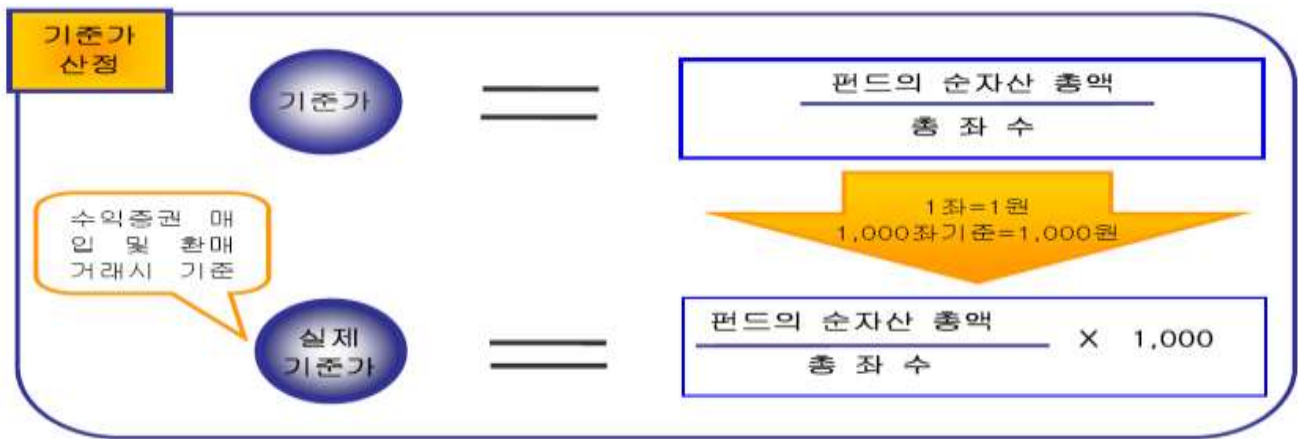 기준가
산정
기준가
펀드의 순자산 총액
총 좌 수
1좌=1원
1,000좌기준=1,000원
수익증권 매
입 및 환매
거래시 기준
실제
기준가
펀드의 순자산 총액
총 좌 수
× 1,000